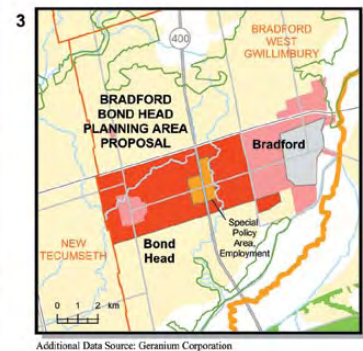 3
400
BRADFORD
WEST
GWILLIMBURY
BRADFORD
BOND HEAD
PLANNING AREA
PROPOSAL
Bradford
Special
Policy
Area,
Employment
NEW
TECUMSETH
Bond
Head
0 1 2 km
Additional Data Source: Geranium Corporation